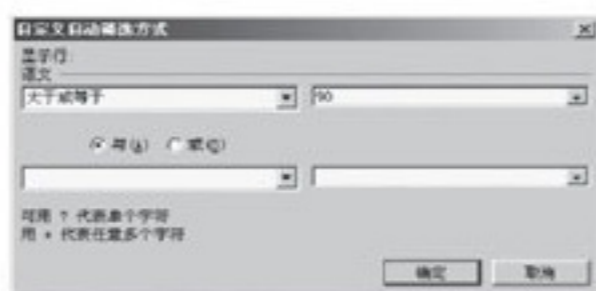 自定义自动筛选方式
显示行:
语文
大于或等于 90
与(A) 或(O)
可用 ? 代表单个字符
用 * 代表任意多个字符
确定 取消